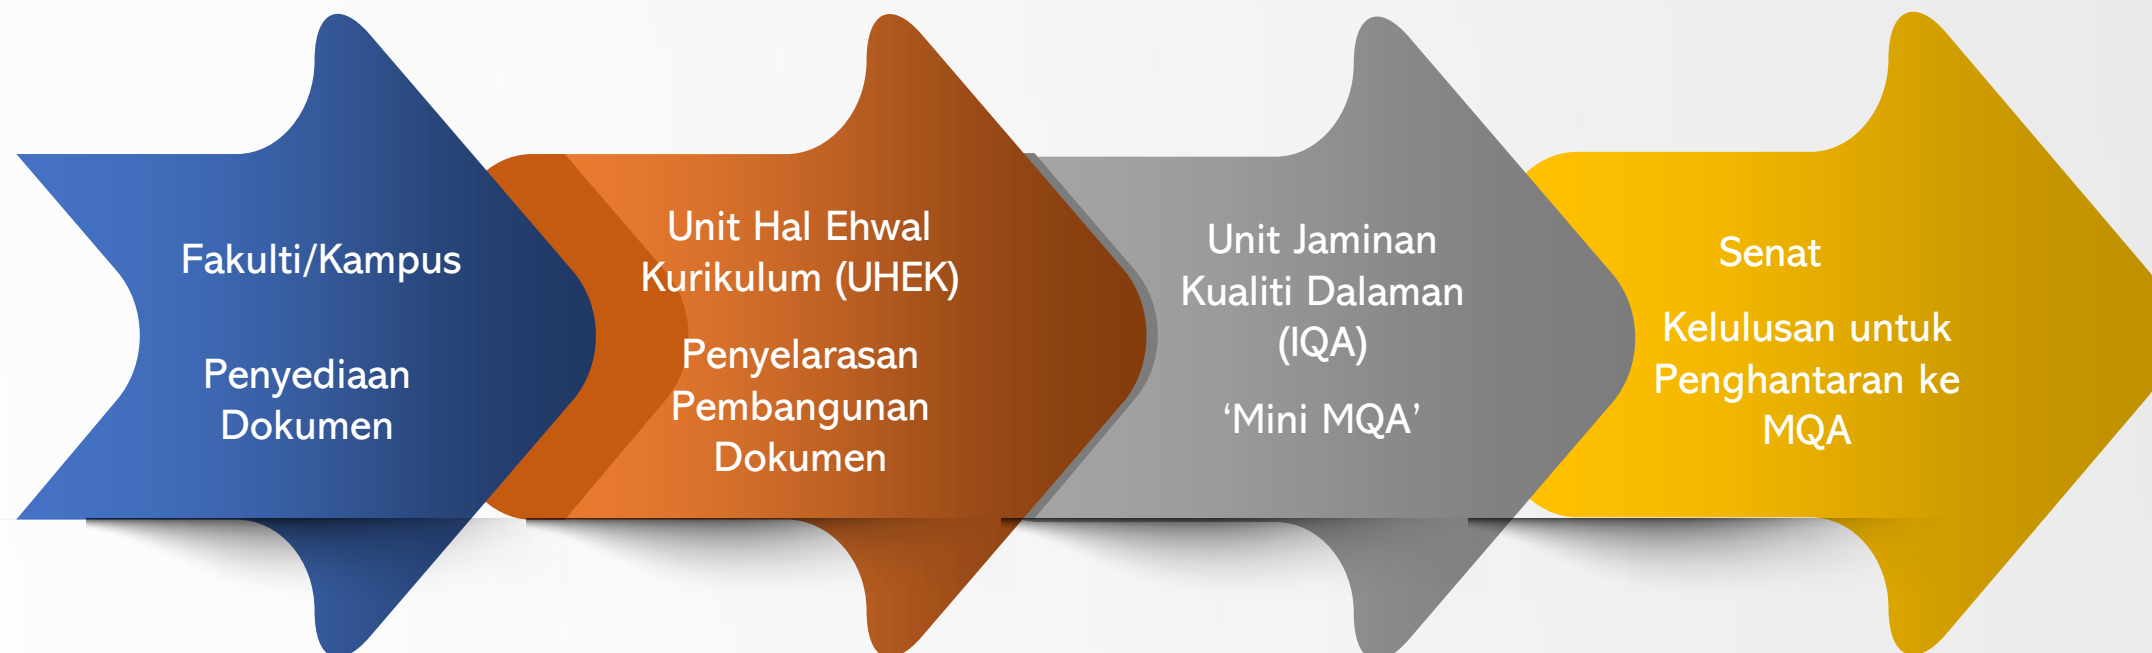 Fakulti/Kampus
Penyediaan
Dokumen
Unit Hal Ehwal
Kurikulum (UHEK)
Penyelarasan
Pembangunan
Dokumen
Unit Jaminan
Kualiti Dalaman
(IQA)
‘Mini MQA’
Senat
Kelulusan untuk
Penghantaran ke
MQA